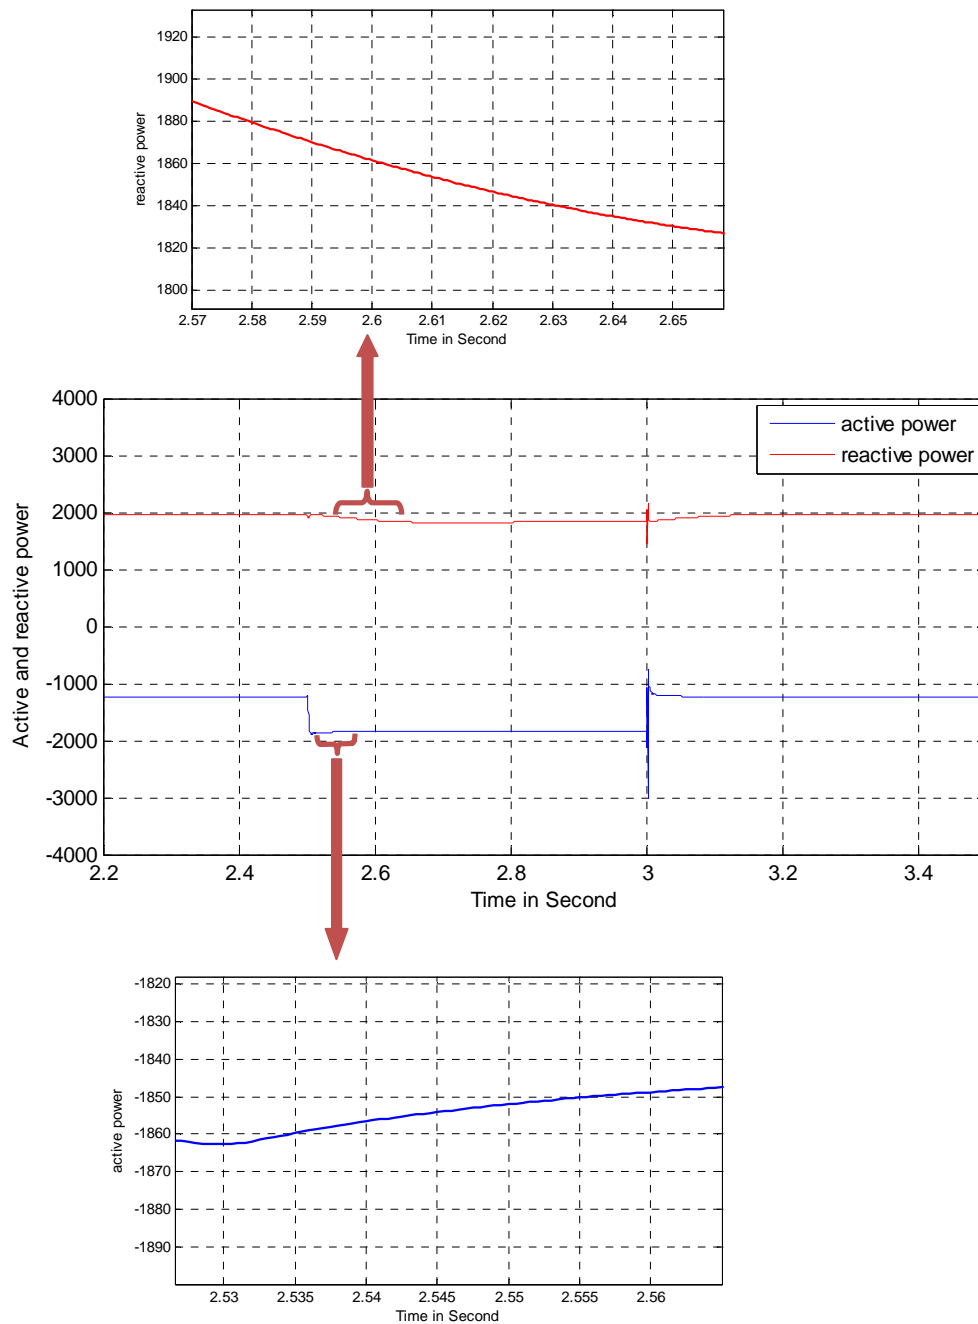 1920
1900
1880
1860
1840
1820
1800
reactive power
2.57 2.58 2.59 2.6 2.61 2.62 2.63 2.64 2.65
Time in Second
4000
3000
2000
1000
0
-1000
-2000
-3000
-4000
Active and reactive power
active power
reactive power
2.2 2.4 2.6 2.8 3 3.2 3.4
Time in Second
-1820
-1830
-1840
-1850
-1860
-1870
-1880
-1890
active power
2.53 2.535 2.54 2.545 2.55 2.555 2.56
Time in Second